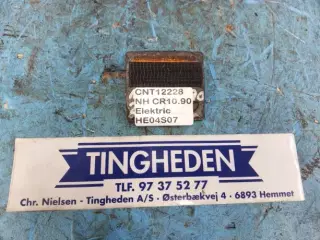 CNT12228
NH CR10.90
Elektric
HE04S07
TINGHEDEN
TLF. 97 37 52 77
Chr. Nielsen - Tingheden A/S - Østerbækvej 4 - 6893 Hemmet